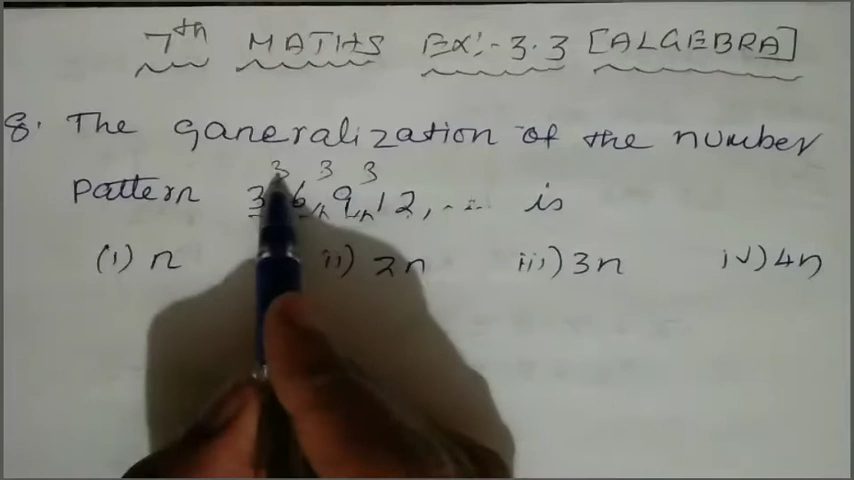 7th MATHS EX:-3.3 [ALGEBRA]
8. The ganeralization of the number
3 3 3
pattern 3, 6, 9, 12, .... is
(i) n ii) 2n iii) 3n iv) 4n